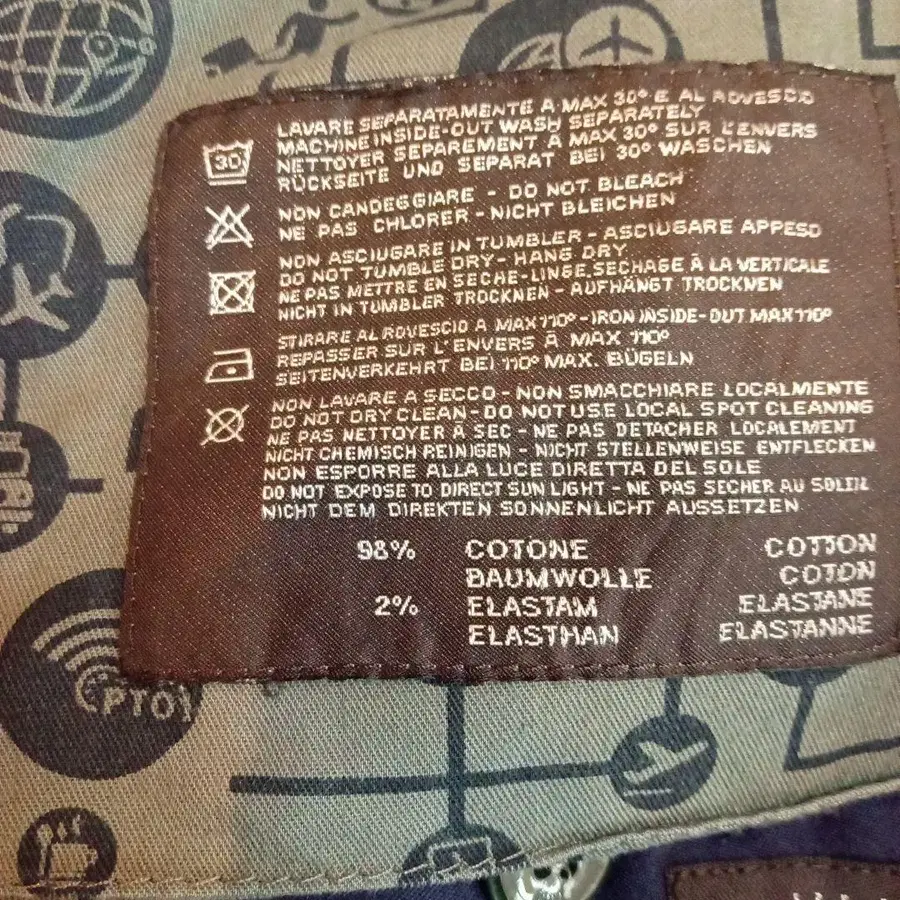 30
LAVARE SEPARATAMENTE A MAX 30° E AL ROVESCIO
MACHINE INSIDE-OUT WASH SEPARATELY
NETTOYER SEPAREMENT À MAX 30° SUR L'ENVERS
RÜCKSEITE UND SEPARAT BEI 30° WASCHEN
NON CANDEGGIARE - DO NOT BLEACH
NE PAS CHLORER - NICHT BLEICHEN
NON ASCIUGARE IN TUMBLER - ASCIUGARE APPESO
DO NOT TUMBLE DRY - HANG DRY
NE PAS METTRE EN SECHE-LINGE.SECHAGE À LA VERTICALE
NICHT IN TUMBLER TROCKNEN - AUFHÄNGT TROCKNEN
STIRARE AL ROVESCIO A MAX 110° - IRON INSIDE-OUT MAX 110°
REPASSER SUR L'ENVERS À MAX 110°
SEITENVERKEHRT BEI 110° MAX. BÜGELN
NON LAVARE A SECCO - NON SMACCHIARE LOCALMENTE
DO NOT DRY CLEAN - DO NOT USE LOCAL SPOT CLEANING
NE PAS NETTOYER À SEC - NE PAS DETACHER LOCALEMENT
NICHT CHEMISCH REINIGEN - NICHT STELLENWEISE ENTFLECKEN
NON ESPORRE ALLA LUCE DIRETTA DEL SOLE
DO NOT EXPOSE TO DIRECT SUN LIGHT - NE PAS SECHER AU SOLEIL
NICHT DEM DIREKTEN SONNENLICHT AUSSETZEN
98% COTONE COTTON
BAUMWOLLE COTON
2% ELASTAM ELASTANE
ELASTHAN ELASTANNE